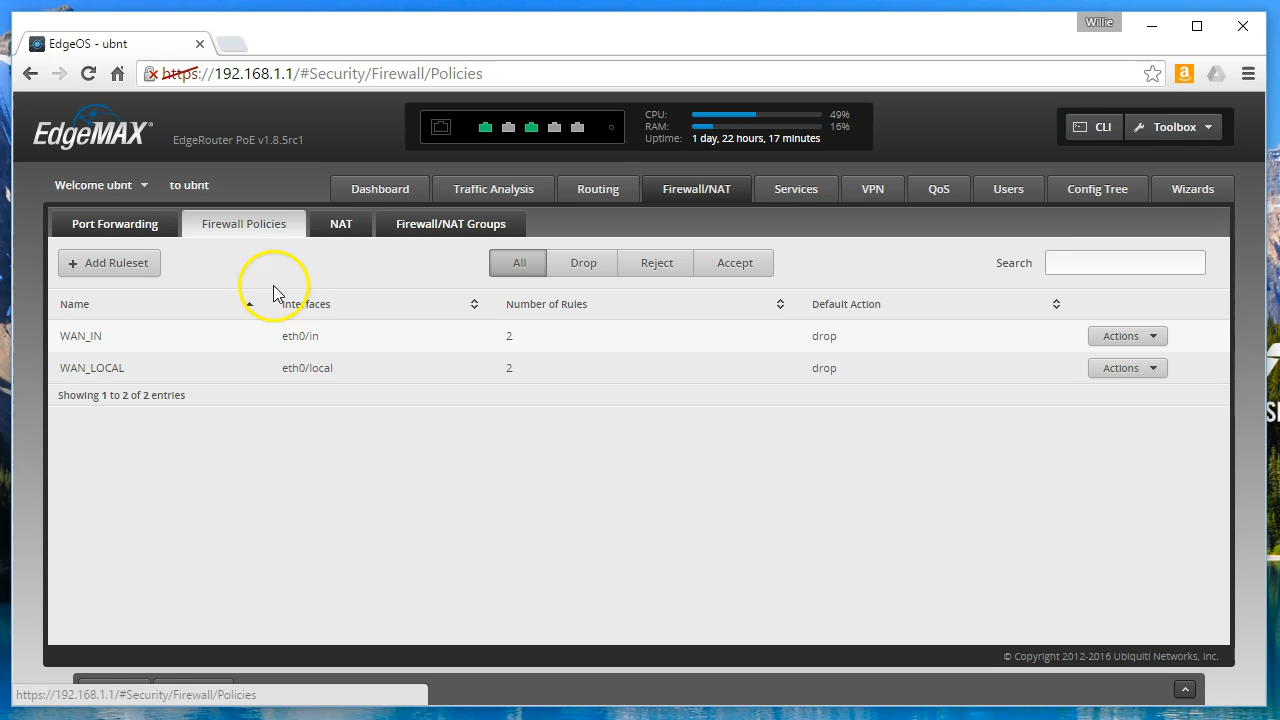 Willie
EdgeOS - ubnt
https://192.168.1.1/#Security/Firewall/Policies
EdgeMAX
EdgeRouter PoE v1.8.5rc1
CPU: 49%
RAM: 16%
Uptime: 1 day, 22 hours, 17 minutes
CLI
Toolbox
Welcome ubnt to ubnt
Dashboard Traffic Analysis Routing Firewall/NAT Services VPN QoS Users Config Tree Wizards
Port Forwarding Firewall Policies NAT Firewall/NAT Groups
+ Add Ruleset All Drop Reject Accept Search
Name Interfaces Number of Rules Default Action
WAN_IN eth0/in 2 drop Actions
WAN_LOCAL eth0/local 2 drop Actions
Showing 1 to 2 of 2 entries
© Copyright 2012-2016 Ubiquiti Networks, Inc.
https://192.168.1.1/#Security/Firewall/Policies